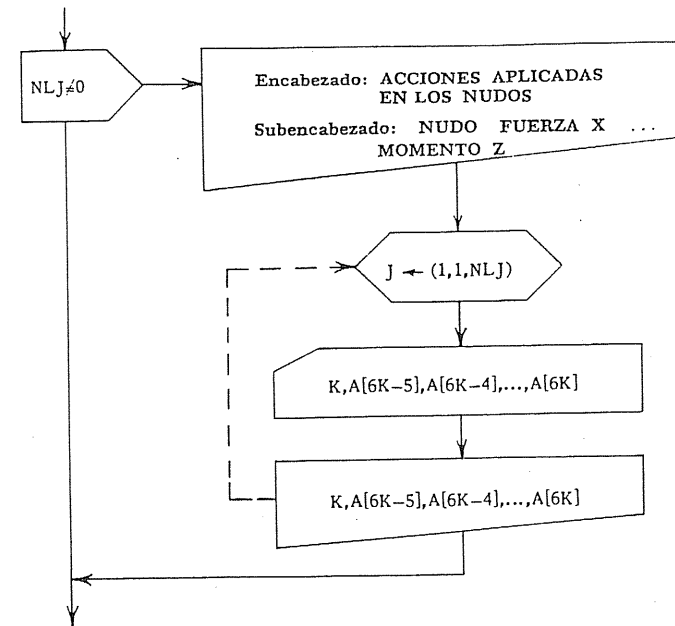 NLJ≠0
Encabezado: ACCIONES APLICADAS
EN LOS NUDOS
Subencabezado: NUDO FUERZA X ...
MOMENTO Z
J ← (1,1,NLJ)
K,A[6K−5],A[6K−4],...,A[6K]
K,A[6K−5],A[6K−4],...,A[6K]